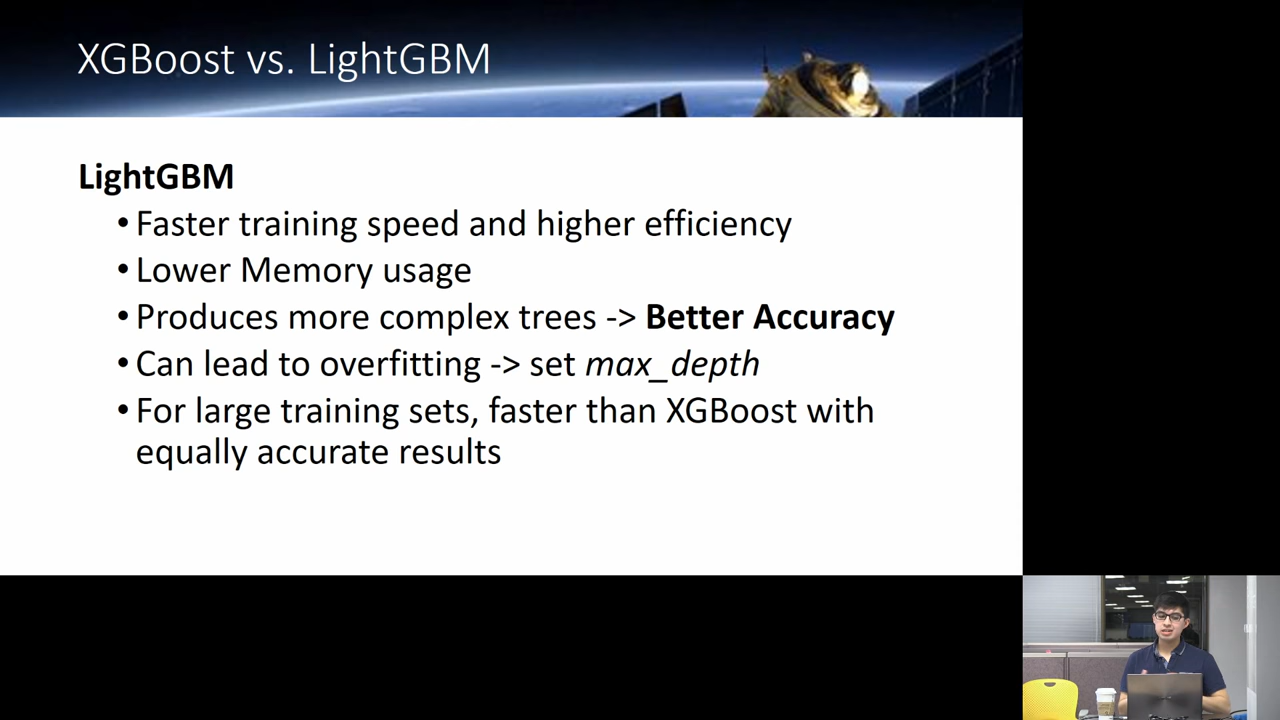 XGBoost vs. LightGBM
LightGBM
• Faster training speed and higher efficiency
• Lower Memory usage
• Produces more complex trees -> Better Accuracy
• Can lead to overfitting -> set max_depth
• For large training sets, faster than XGBoost with
equally accurate results